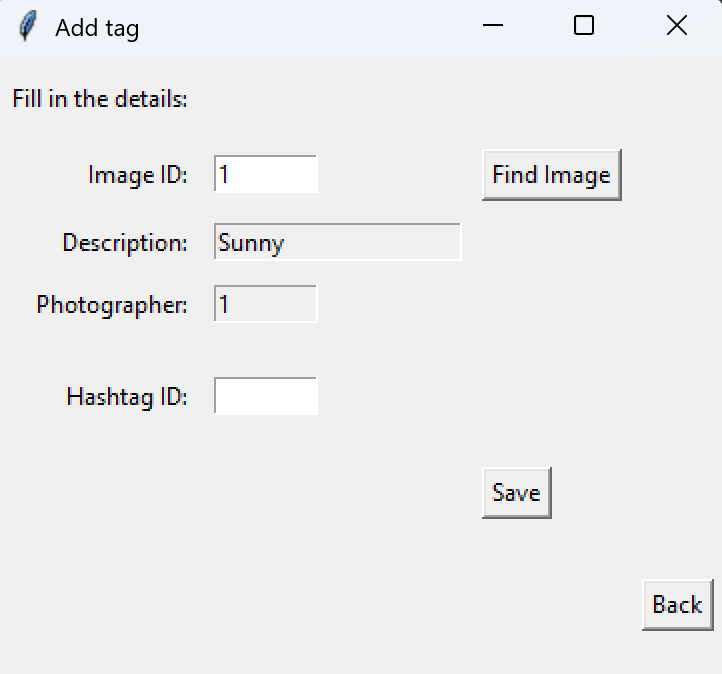 Add tag
Fill in the details:
Image ID: 1 Find Image
Description: Sunny
Photographer: 1
Hashtag ID:
Save
Back